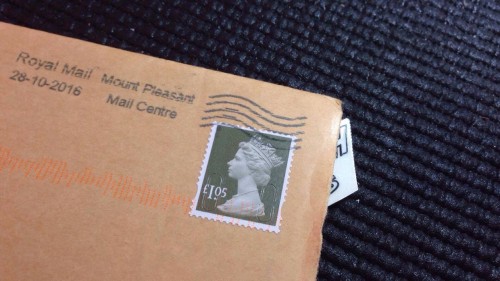 Royal Mail Mount Pleasant
28-10-2016 Mail Centre
£1.05